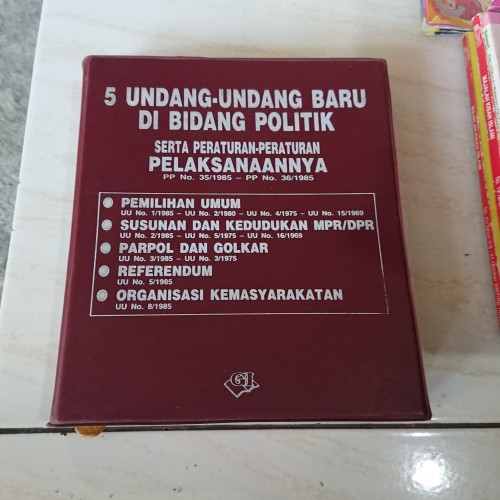 5 UNDANG-UNDANG BARU
DI BIDANG POLITIK
SERTA PERATURAN-PERATURAN
PELAKSANAANNYA
PP No. 35/1985 – PP No. 36/1985
PEMILIHAN UMUM
UU No. 1/1985 – UU No. 2/1980 – UU No. 4/1975 – UU No. 15/1969
SUSUNAN DAN KEDUDUKAN MPR/DPR
UU No. 2/1985 – UU No. 5/1975 – UU No. 16/1969
PARPOL DAN GOLKAR
UU No. 3/1985 – UU No. 3/1975
REFERENDUM
UU No. 5/1985
ORGANISASI KEMASYARAKATAN
UU No. 8/1985
GI